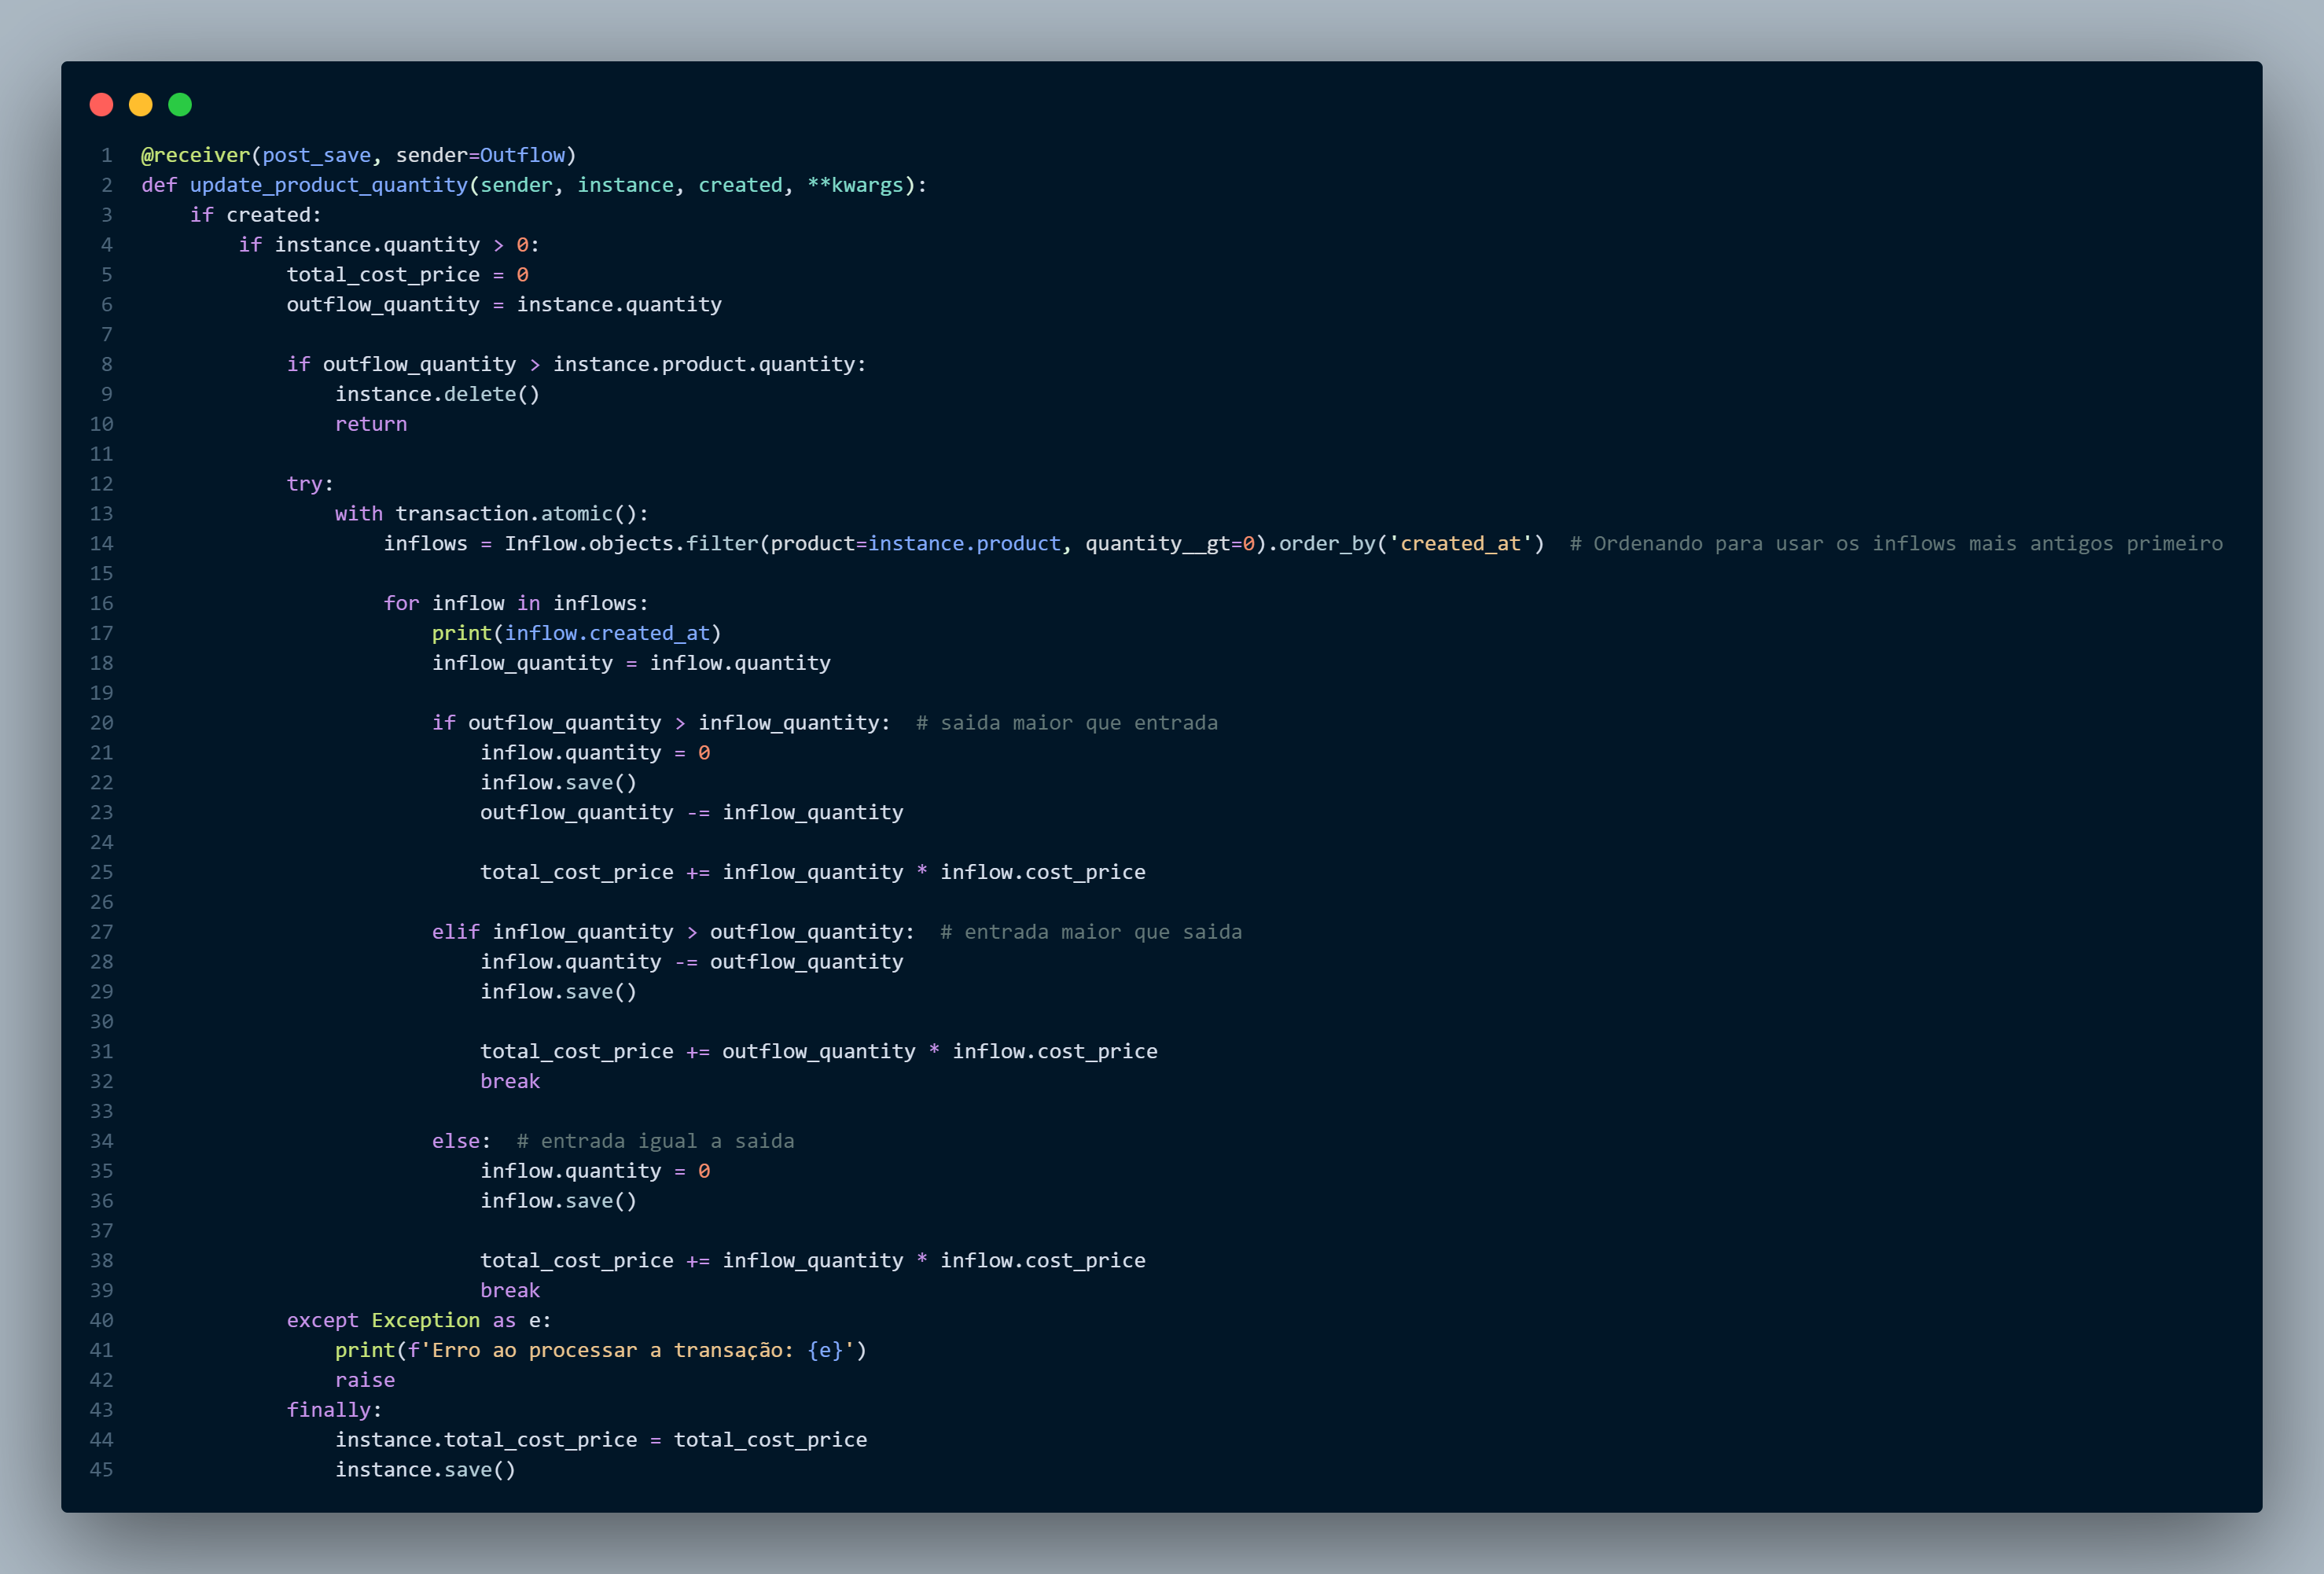 1 @receiver(post_save, sender=Outflow)
2 def update_product_quantity(sender, instance, created, **kwargs):
3     if created:
4         if instance.quantity > 0:
5             total_cost_price = 0
6             outflow_quantity = instance.quantity
7
8             if outflow_quantity > instance.product.quantity:
9                 instance.delete()
10                 return
11
12             try:
13                 with transaction.atomic():
14                     inflows = Inflow.objects.filter(product=instance.product, quantity__gt=0).order_by('created_at')  # Ordenando para usar os inflows mais antigos primeiro
15
16                     for inflow in inflows:
17                         print(inflow.created_at)
18                         inflow_quantity = inflow.quantity
19
20                         if outflow_quantity > inflow_quantity:  # saida maior que entrada
21                             inflow.quantity = 0
22                             inflow.save()
23                             outflow_quantity -= inflow_quantity
24
25                             total_cost_price += inflow_quantity * inflow.cost_price
26
27                         elif inflow_quantity > outflow_quantity:  # entrada maior que saida
28                             inflow.quantity -= outflow_quantity
29                             inflow.save()
30
31                             total_cost_price += outflow_quantity * inflow.cost_price
32                             break
33
34                         else:  # entrada igual a saida
35                             inflow.quantity = 0
36                             inflow.save()
37
38                             total_cost_price += inflow_quantity * inflow.cost_price
39                             break
40             except Exception as e:
41                 print(f'Erro ao processar a transação: {e}')
42                 raise
43             finally:
44                 instance.total_cost_price = total_cost_price
45                 instance.save()